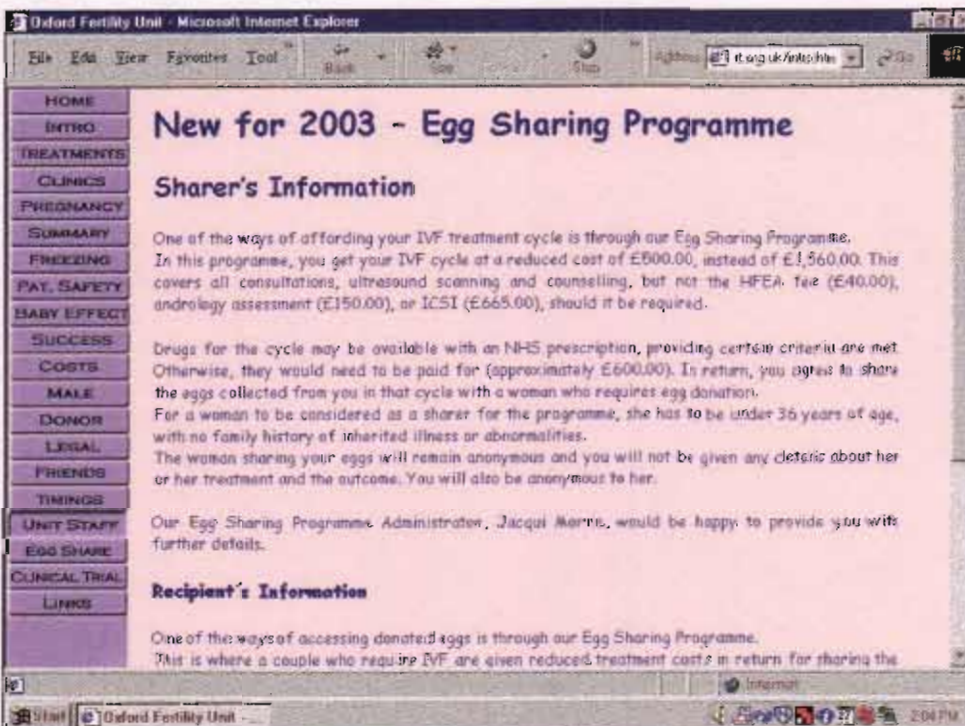 Oxford Fertility Unit - Microsoft Internet Explorer
File Edit View Favorites Tool
Back Stop Address Go
HOME
INTRO
TREATMENTS
CLINICS
PREGNANCY
SUMMARY
FREEZING
PAT. SAFETY
BABY EFFECT
SUCCESS
COSTS
MALE
DONOR
LEGAL
FRIENDS
TIMINGS
UNIT STAFF
EGG SHARE
CLINICAL TRIAL
LINKS
New for 2003 - Egg Sharing Programme
Sharer's Information
One of the ways of affording your IVF treatment cycle is through our Egg Sharing Programme.
In this programme, you get your IVF cycle at a reduced cost of £500.00, instead of £1,560.00. This
covers all consultations, ultrasound scanning and counselling, but not the HFEA fee (£40.00),
andrology assessment (£150.00), or ICSI (£665.00), should it be required.
Drugs for the cycle may be available with an NHS prescription, providing certain criteria are met
Otherwise, they would need to be paid for (approximately £600.00). In return, you agree to share
the eggs collected from you in that cycle with a woman who requires egg donation.
For a woman to be considered as a sharer for the programme, she has to be under 36 years of age,
with no family history of inherited illness or abnormalities.
The woman sharing your eggs will remain anonymous and you will not be given any details about her
or her treatment and the outcome. You will also be anonymous to her.
Our Egg Sharing Programme Administrator, Jacqui Morris, would be happy to provide you with
further details.
Recipient's Information
One of the ways of accessing donated eggs is through our Egg Sharing Programme.
This is where a couple who require IVF are given reduced treatment costs in return for sharing the
Internet
Start Oxford Fertility Unit - ... 2:04 PM